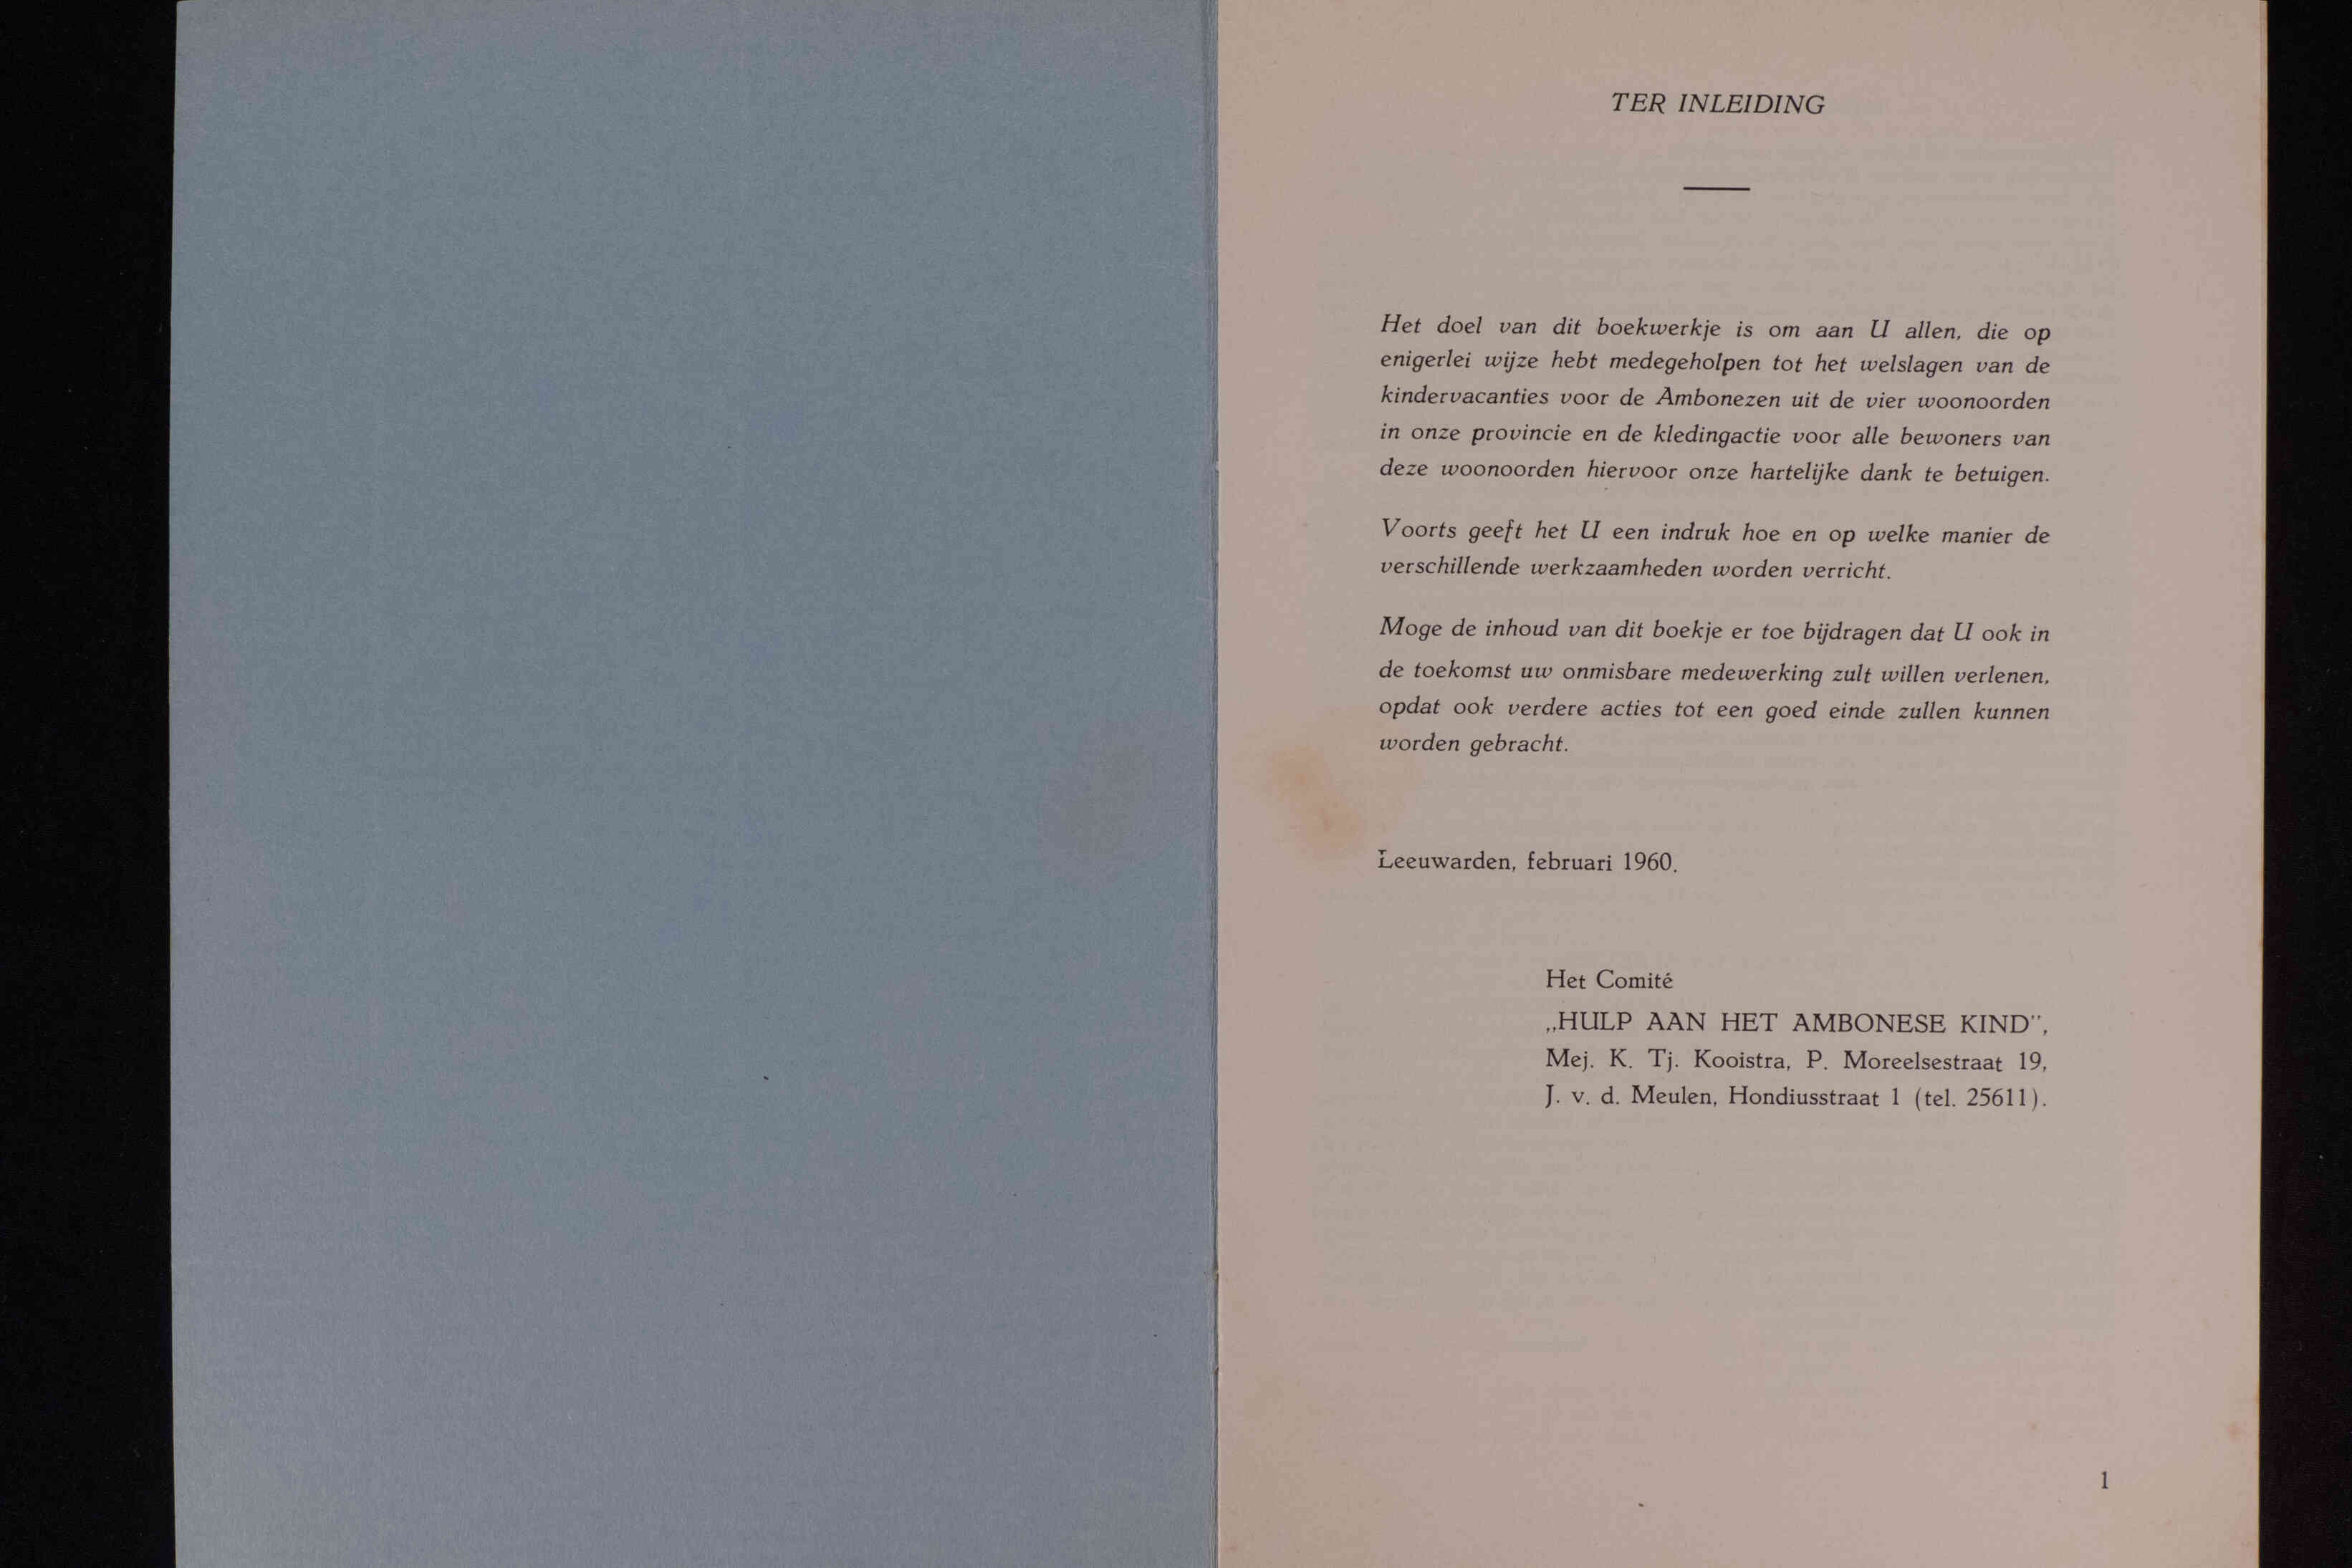 TER INLEIDING
Het doel van dit boekwerkje is om aan U allen, die op
enigerlei wijze hebt medegeholpen tot het welslagen van de
kindervacanties voor de Ambonezen uit de vier woonoorden
in onze provincie en de kledingactie voor alle bewoners van
deze woonoorden hiervoor onze hartelijke dank te betuigen.
Voorts geeft het U een indruk hoe en op welke manier de
verschillende werkzaamheden worden verricht.
Moge de inhoud van dit boekje er toe bijdragen dat U ook in
de toekomst uw onmisbare medewerking zult willen verlenen,
opdat ook verdere acties tot een goed einde zullen kunnen
worden gebracht.
Leeuwarden, februari 1960.
Het Comité
„HULP AAN HET AMBONESE KIND",
Mej. K. Tj. Kooistra, P. Moreelsestraat 19,
J. v. d. Meulen, Hondiusstraat 1 (tel. 25611).
1